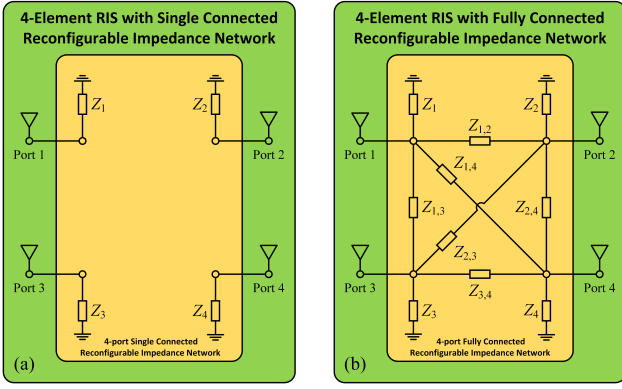 4-Element RIS with Single Connected
Reconfigurable Impedance Network
Z1
Z2
Port 1
Port 2
Port 3
Port 4
Z3
Z4
4-port Single Connected
Reconfigurable Impedance Network
(a)
4-Element RIS with Fully Connected
Reconfigurable Impedance Network
Z1
Z2
Z1,2
Port 1
Port 2
Z1,4
Z1,3
Z2,4
Z2,3
Port 3
Port 4
Z3,4
Z3
Z4
4-port Fully Connected
Reconfigurable Impedance Network
(b)